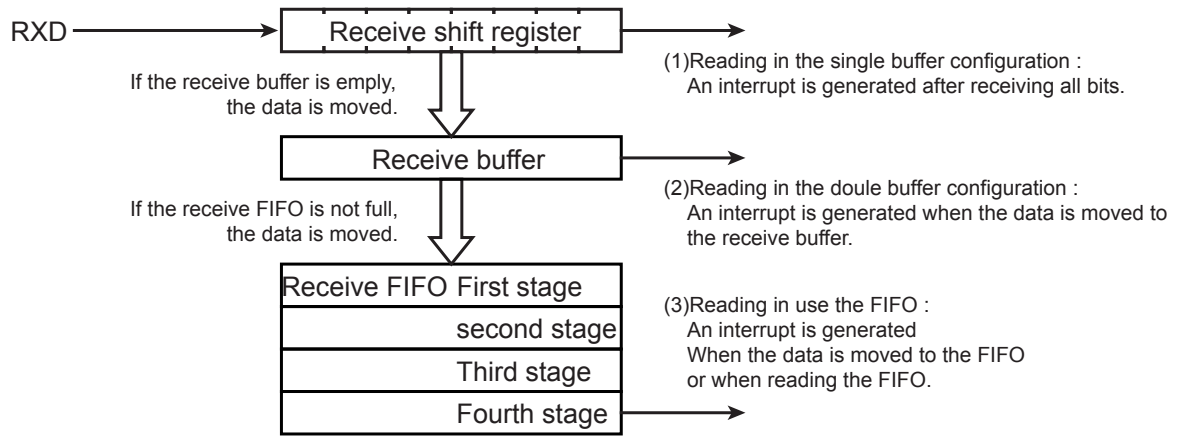 RXD
Receive shift register
(1)Reading in the single buffer configuration :
An interrupt is generated after receiving all bits.
If the receive buffer is emply,
the data is moved.
Receive buffer
(2)Reading in the doule buffer configuration :
An interrupt is generated when the data is moved to
the receive buffer.
If the receive FIFO is not full,
the data is moved.
Receive FIFO First stage
second stage
Third stage
Fourth stage
(3)Reading in use the FIFO :
An interrupt is generated
When the data is moved to the FIFO
or when reading the FIFO.